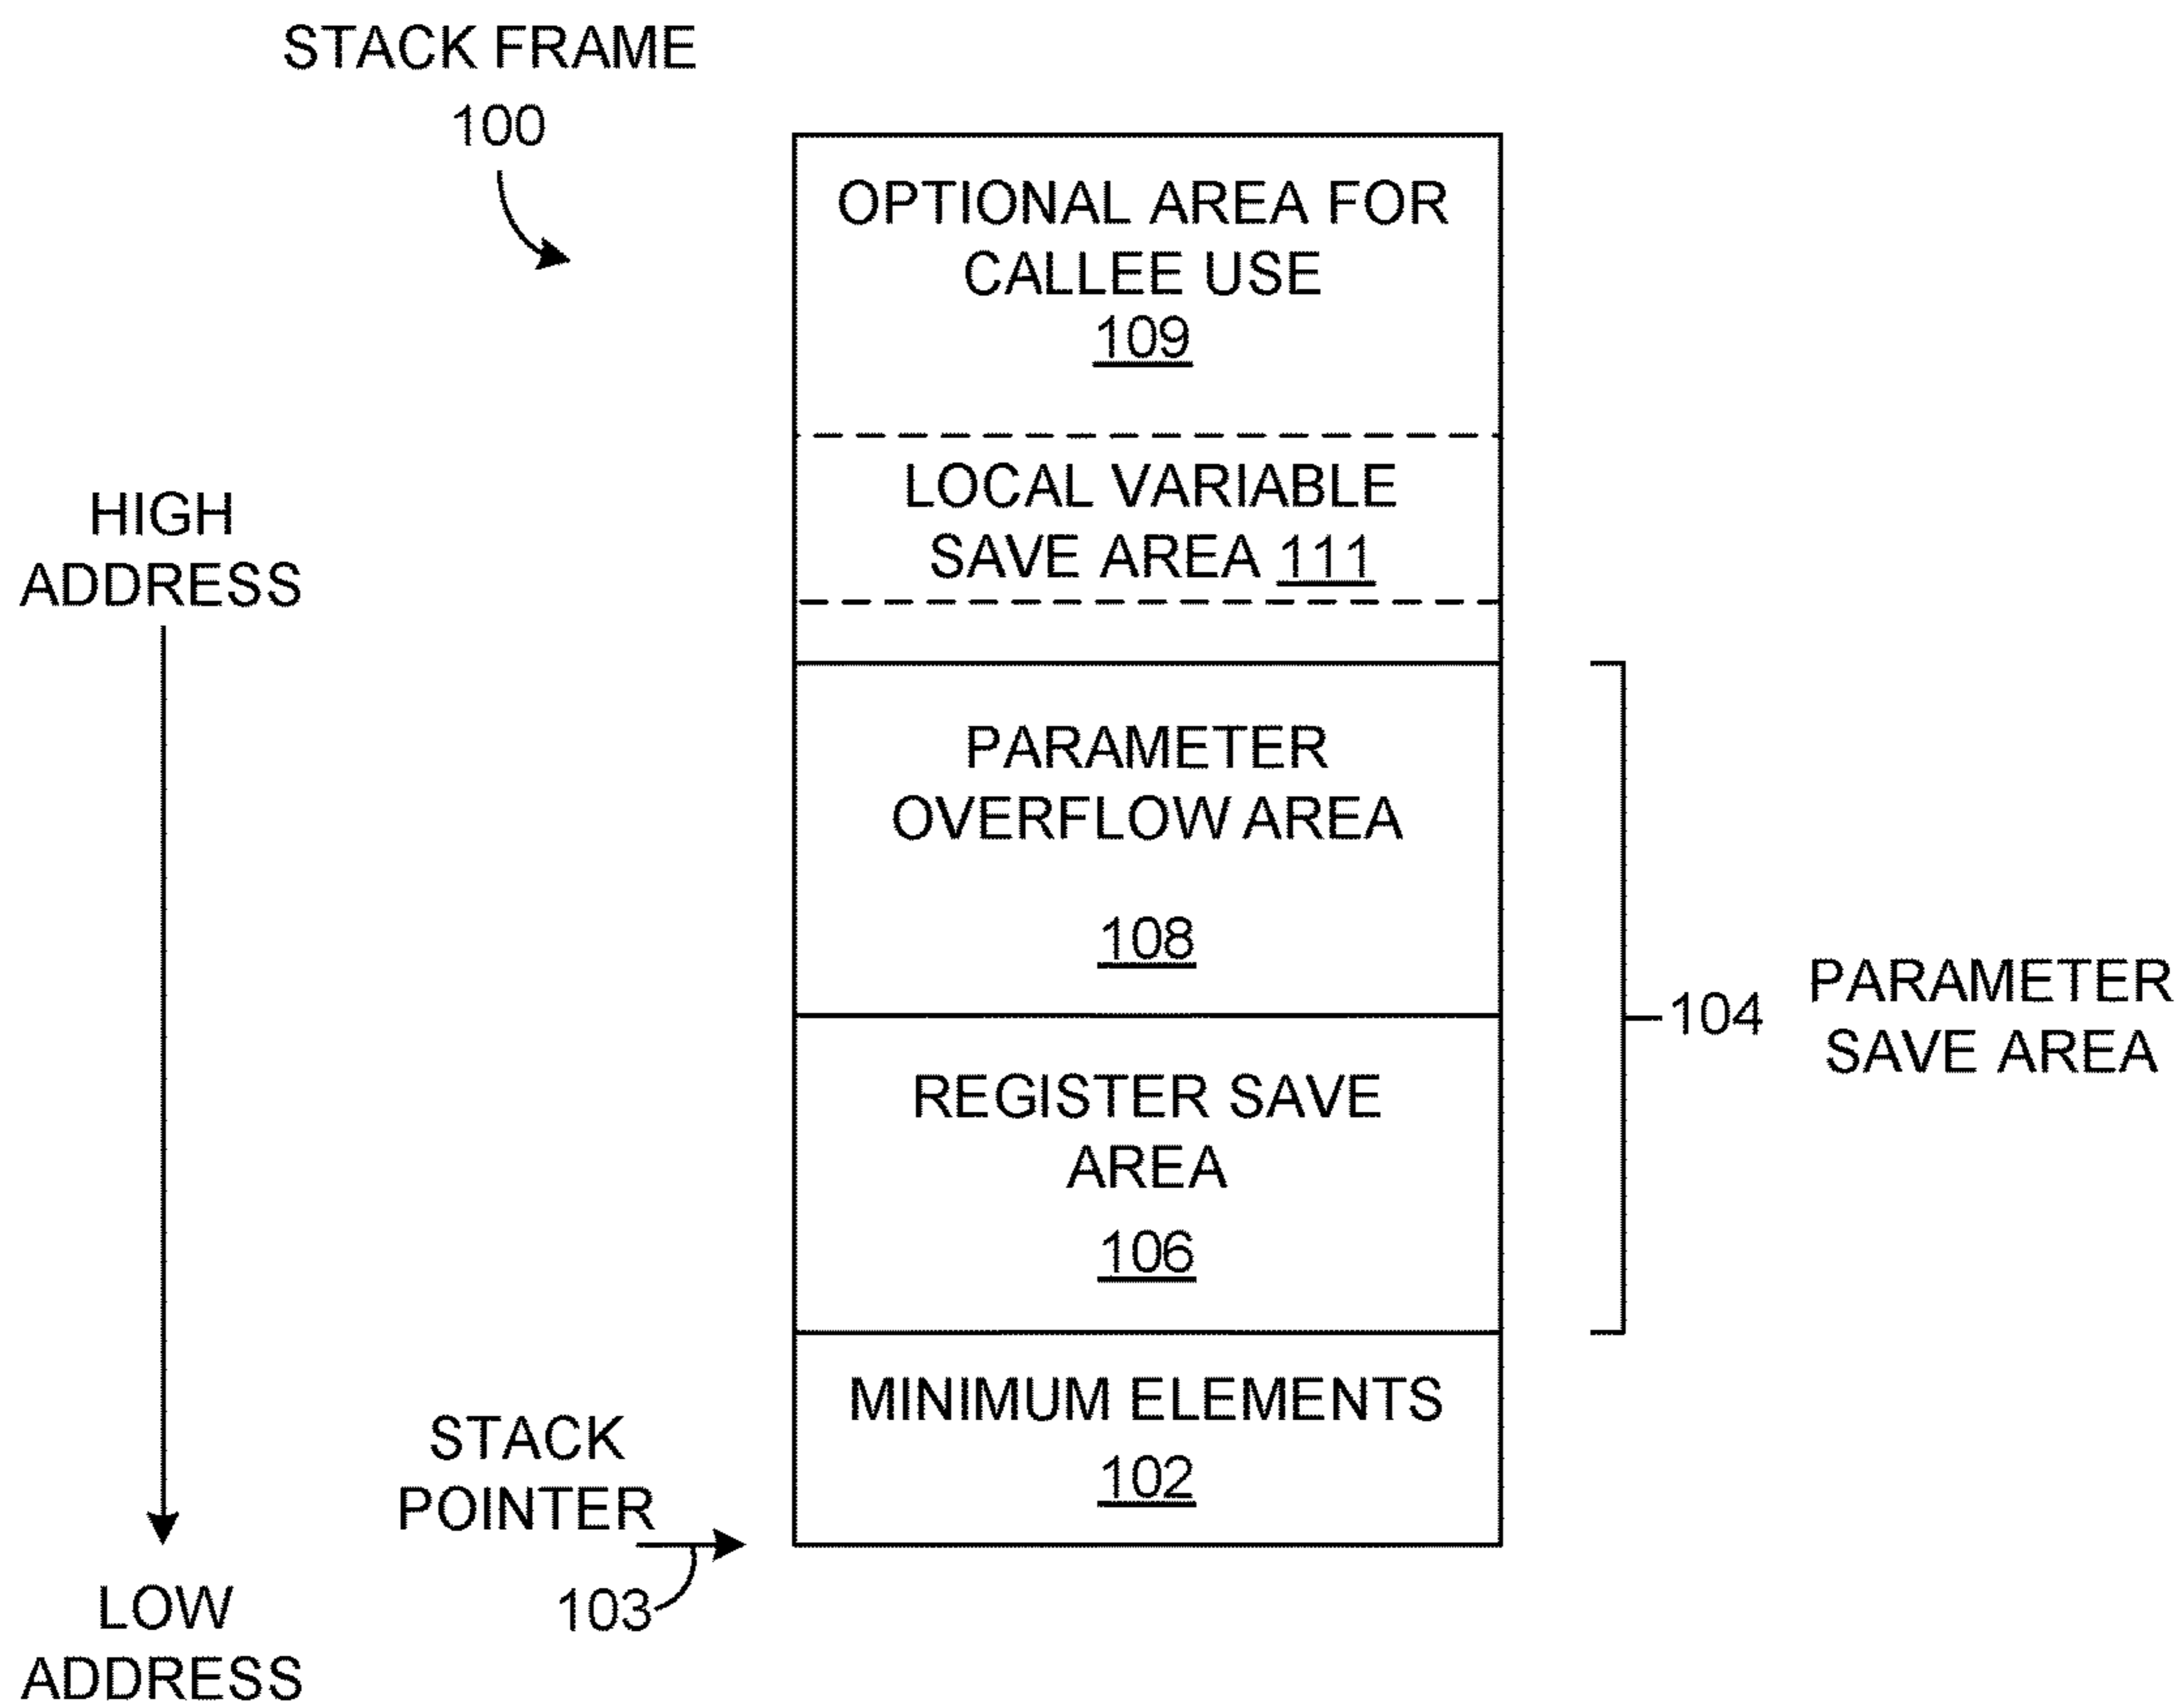 STACK FRAME
100
OPTIONAL AREA FOR
CALLEE USE
109
LOCAL VARIABLE
SAVE AREA 111
HIGH
ADDRESS
PARAMETER
OVERFLOW AREA
108
104
PARAMETER
SAVE AREA
REGISTER SAVE
AREA
106
MINIMUM ELEMENTS
102
STACK
POINTER
103
LOW
ADDRESS